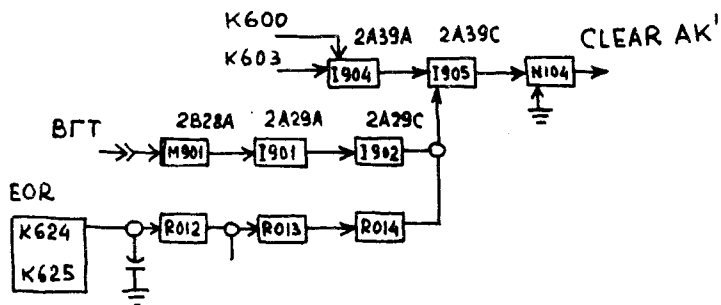 K600
2A39A 2A39C
CLEAR AK'
K603
I904 I905 N104
ВГТ
2B28A 2A29A 2A29C
M901 I901 I902
EOR
K624 R012 R013 R014
K625